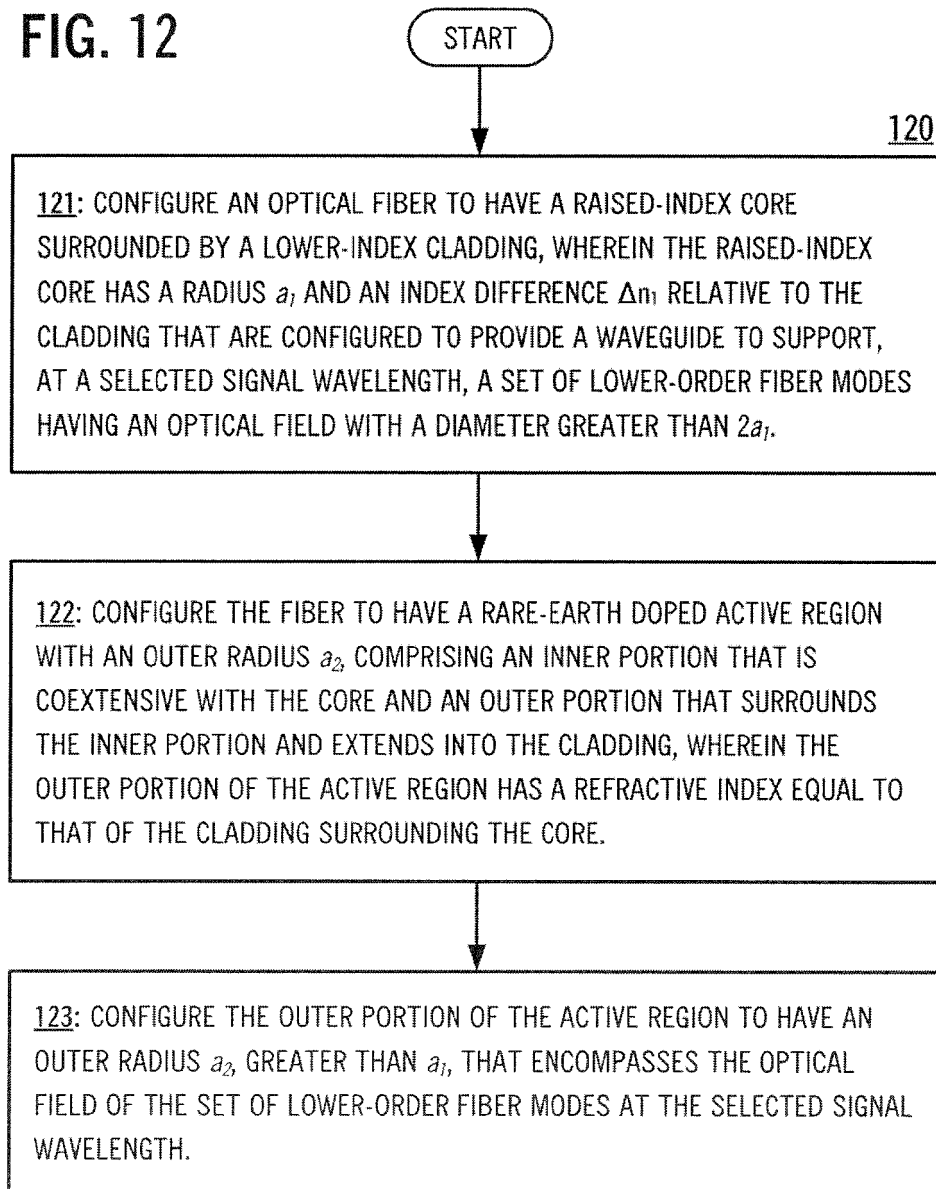 FIG. 12
START
120
121: CONFIGURE AN OPTICAL FIBER TO HAVE A RAISED-INDEX CORE
SURROUNDED BY A LOWER-INDEX CLADDING, WHEREIN THE RAISED-INDEX
CORE HAS A RADIUS a₁ AND AN INDEX DIFFERENCE Δn₁ RELATIVE TO THE
CLADDING THAT ARE CONFIGURED TO PROVIDE A WAVEGUIDE TO SUPPORT,
AT A SELECTED SIGNAL WAVELENGTH, A SET OF LOWER-ORDER FIBER MODES
HAVING AN OPTICAL FIELD WITH A DIAMETER GREATER THAN 2a₁.
122: CONFIGURE THE FIBER TO HAVE A RARE-EARTH DOPED ACTIVE REGION
WITH AN OUTER RADIUS a₂, COMPRISING AN INNER PORTION THAT IS
COEXTENSIVE WITH THE CORE AND AN OUTER PORTION THAT SURROUNDS
THE INNER PORTION AND EXTENDS INTO THE CLADDING, WHEREIN THE
OUTER PORTION OF THE ACTIVE REGION HAS A REFRACTIVE INDEX EQUAL TO
THAT OF THE CLADDING SURROUNDING THE CORE.
123: CONFIGURE THE OUTER PORTION OF THE ACTIVE REGION TO HAVE AN
OUTER RADIUS a₂, GREATER THAN a₁, THAT ENCOMPASSES THE OPTICAL
FIELD OF THE SET OF LOWER-ORDER FIBER MODES AT THE SELECTED SIGNAL
WAVELENGTH.